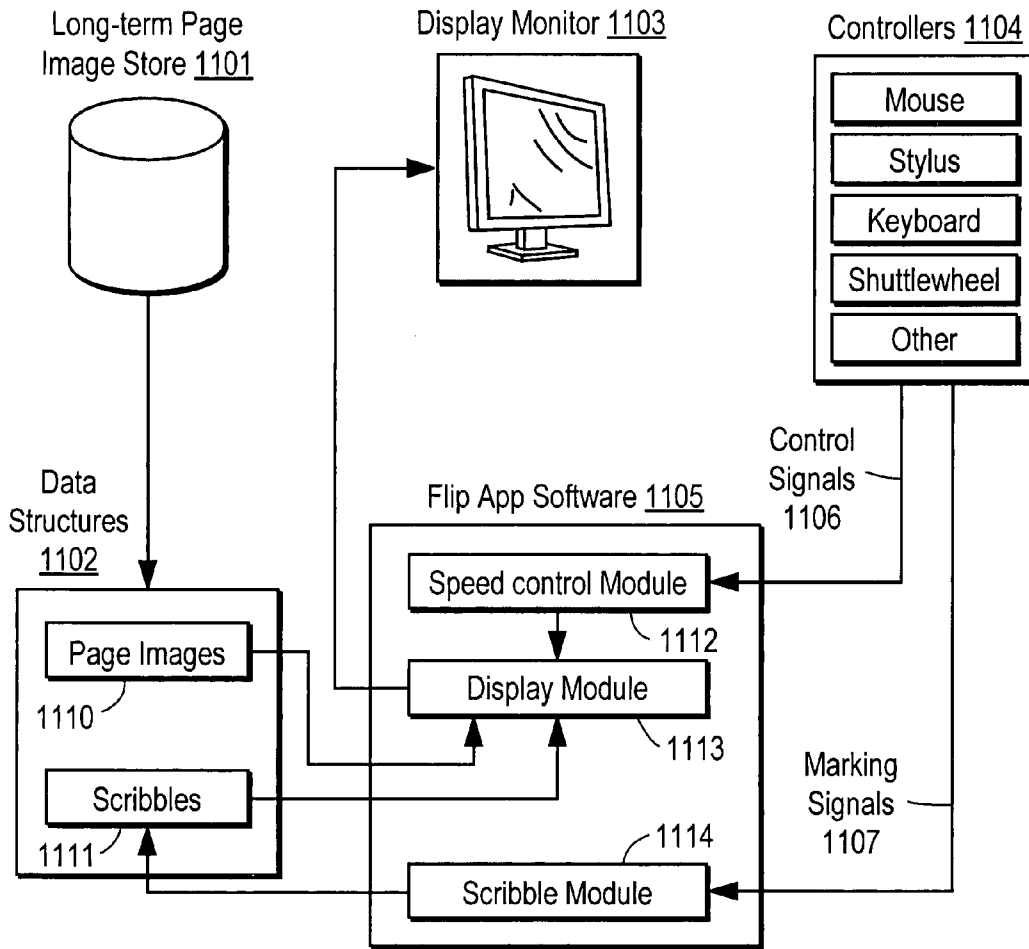 Long-term Page
Image Store 1101
Display Monitor 1103
Controllers 1104
Mouse
Stylus
Keyboard
Shuttlewheel
Other
Control
Signals
1106
Data
Structures
1102
Flip App Software 1105
Speed control Module
1112
Page Images
1110
Display Module
1113
Scribbles
1111
Marking
Signals
1107
1114
Scribble Module